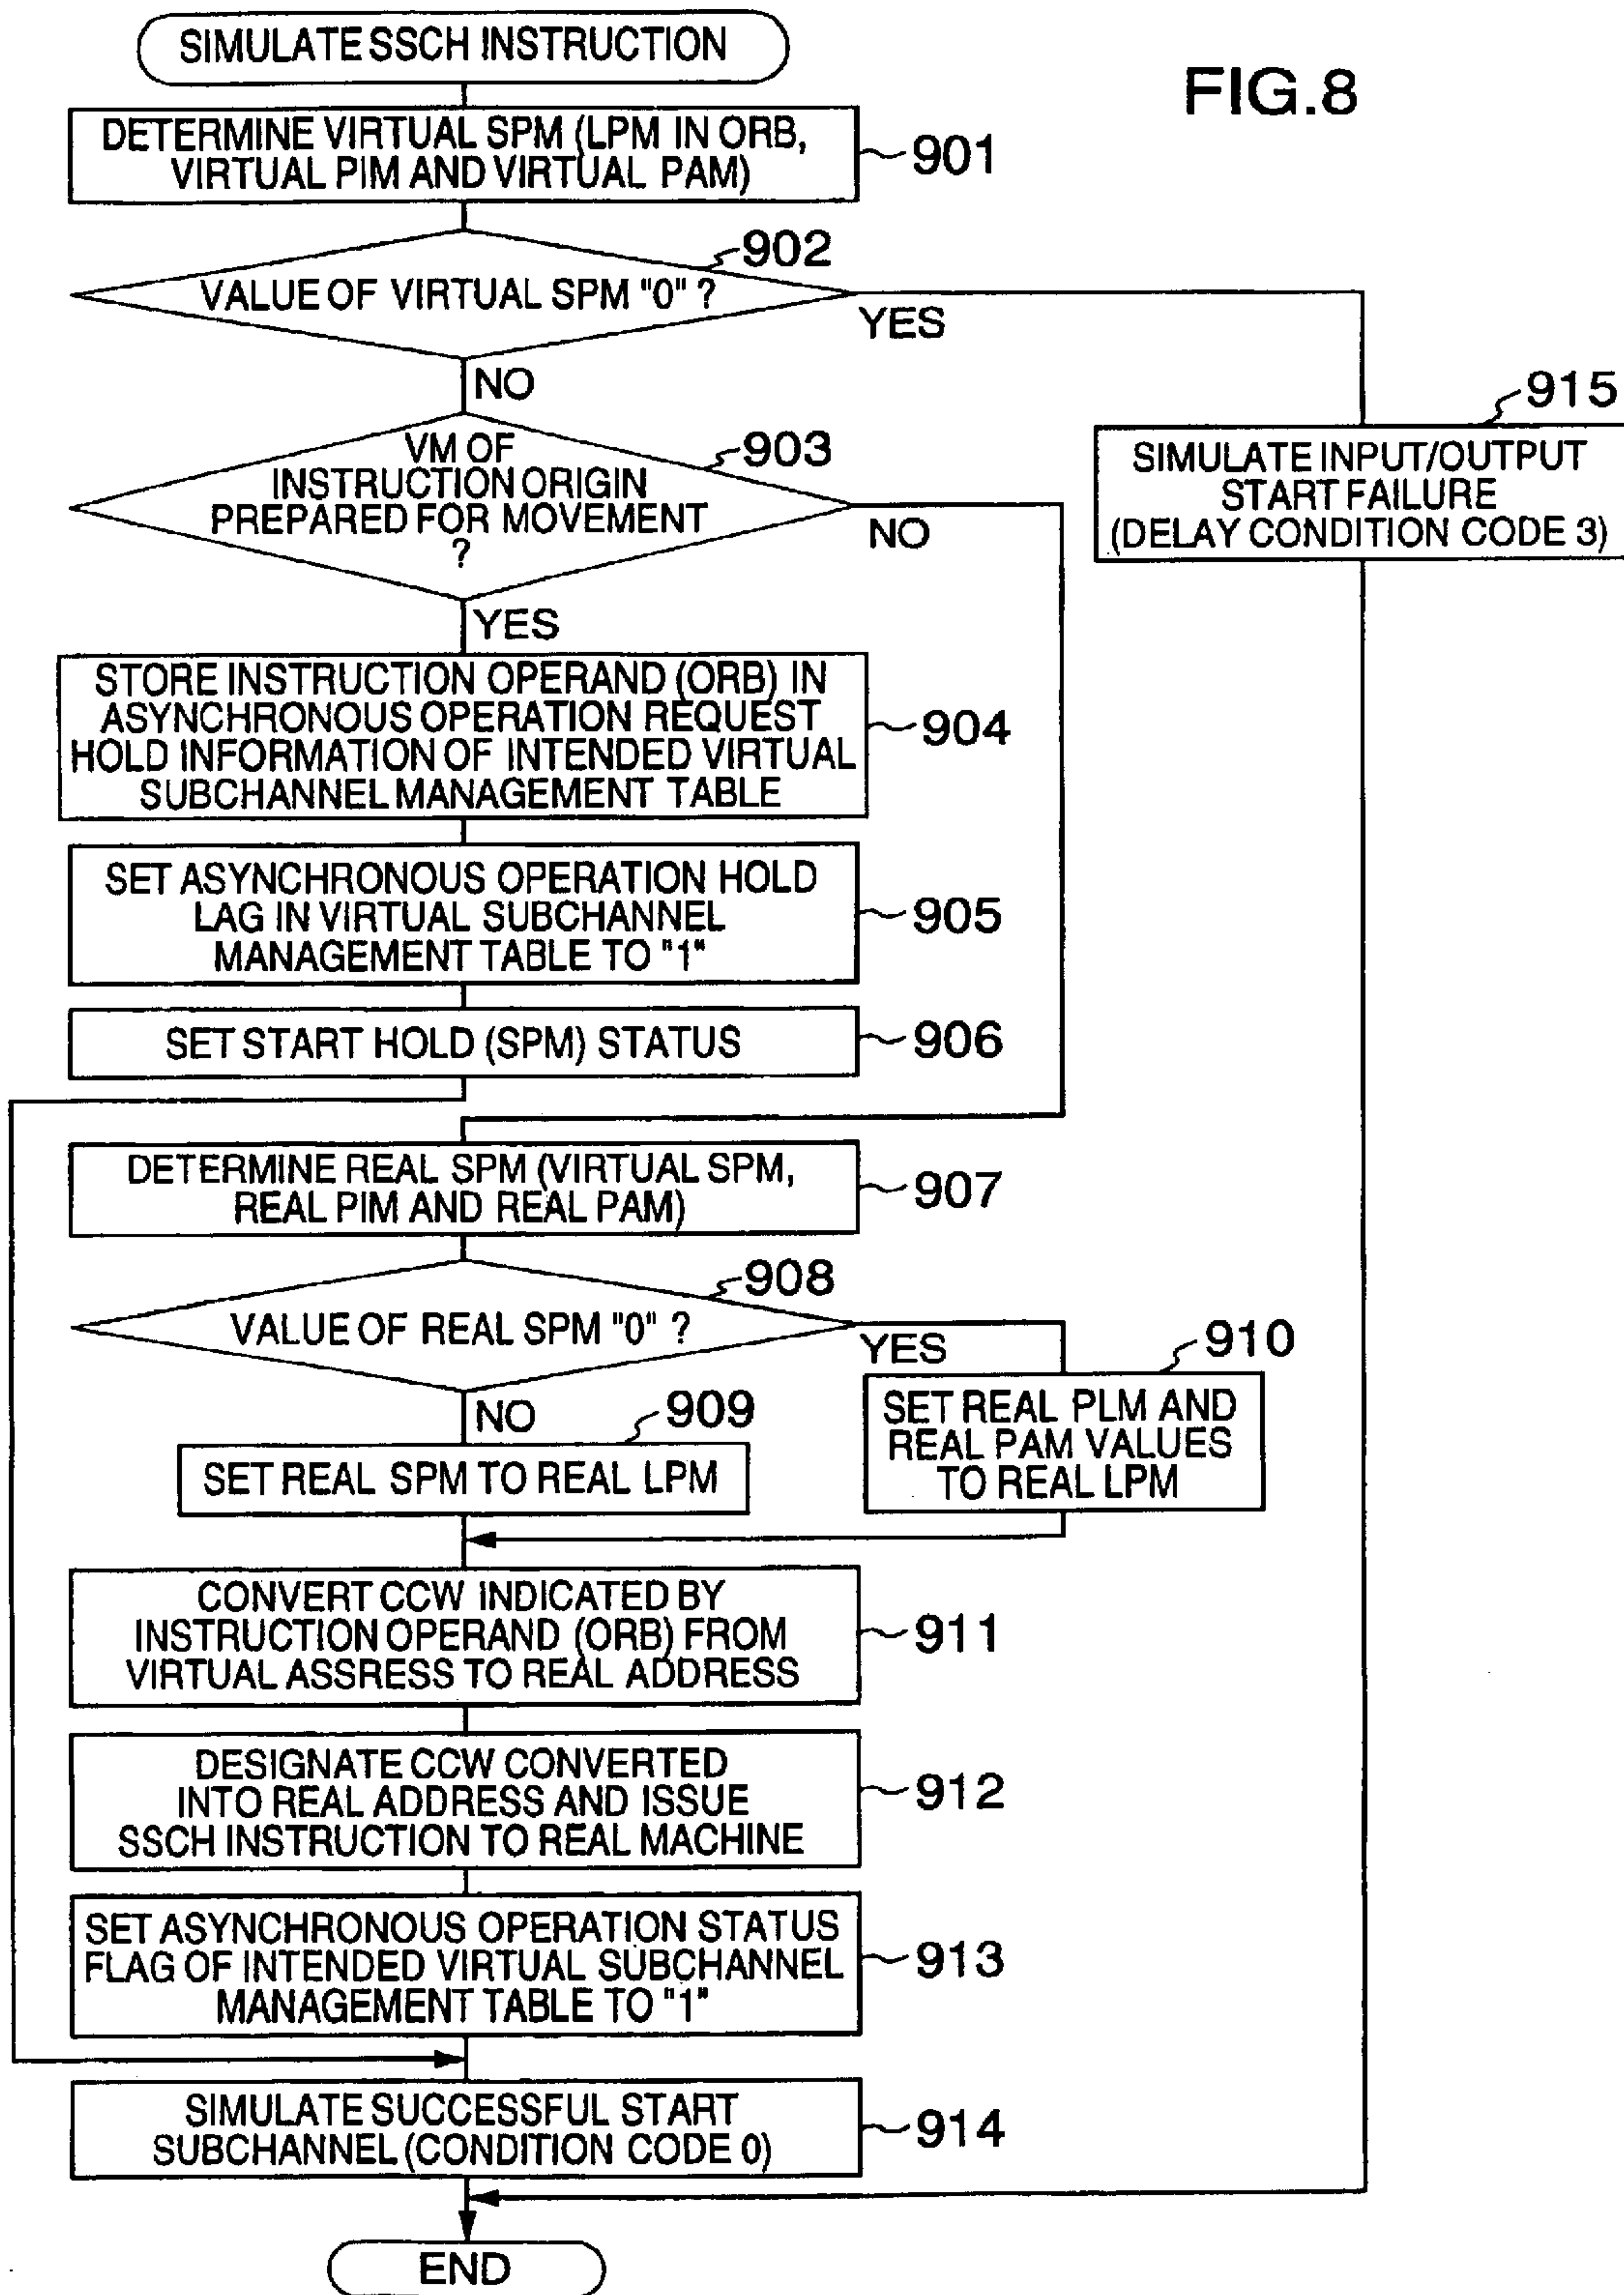 SIMULATE SSCH INSTRUCTION
FIG.8
DETERMINE VIRTUAL SPM (LPM IN ORB,
VIRTUAL PIM AND VIRTUAL PAM)
901
902
VALUE OF VIRTUAL SPM "0" ?
YES
NO
903
VM OF
INSTRUCTION ORIGIN
PREPARED FOR MOVEMENT
?
NO
YES
915
SIMULATE INPUT/OUTPUT
START FAILURE
(DELAY CONDITION CODE 3)
STORE INSTRUCTION OPERAND (ORB) IN
ASYNCHRONOUS OPERATION REQUEST
HOLD INFORMATION OF INTENDED VIRTUAL
SUBCHANNEL MANAGEMENT TABLE
904
SET ASYNCHRONOUS OPERATION HOLD
LAG IN VIRTUAL SUBCHANNEL
MANAGEMENT TABLE TO "1"
905
SET START HOLD (SPM) STATUS
906
DETERMINE REAL SPM (VIRTUAL SPM,
REAL PIM AND REAL PAM)
907
908
VALUE OF REAL SPM "0" ?
YES
NO
909
SET REAL SPM TO REAL LPM
910
SET REAL PLM AND
REAL PAM VALUES
TO REAL LPM
CONVERT CCW INDICATED BY
INSTRUCTION OPERAND (ORB) FROM
VIRTUAL ASSRESS TO REAL ADDRESS
911
DESIGNATE CCW CONVERTED
INTO REAL ADDRESS AND ISSUE
SSCH INSTRUCTION TO REAL MACHINE
912
SET ASYNCHRONOUS OPERATION STATUS
FLAG OF INTENDED VIRTUAL SUBCHANNEL
MANAGEMENT TABLE TO "1"
913
SIMULATE SUCCESSFUL START
SUBCHANNEL (CONDITION CODE 0)
914
END